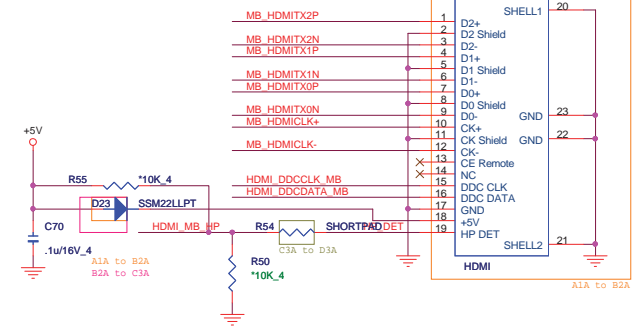 SHELL1 20
MB_HDMITX2P 1 D2+
2 D2 Shield
MB_HDMITX2N 3 D2-
MB_HDMITX1P 4 D1+
5 D1 Shield
MB_HDMITX1N 6 D1-
MB_HDMITX0P 7 D0+
8 D0 Shield
MB_HDMITX0N 9 D0- GND 23
MB_HDMICLK+ 10 CK+
11 CK Shield GND 22
MB_HDMICLK- 12 CK-
13 CE Remote
14 NC
HDMI_DDCCLK_MB 15 DDC CLK
HDMI_DDCDATA_MB 16 DDC DATA
17 GND
18 +5V
19 HP DET
SHELL2 21
HDMI
A1A to B2A
+5V
R55 *10K_4
D23 SSM22LLPT
C70
.1u/16V_4
HDMI_MB_HP R54 SHORTPAD DET
C3A to D3A
A1A to B2A
B2A to C3A
R50
*10K_4